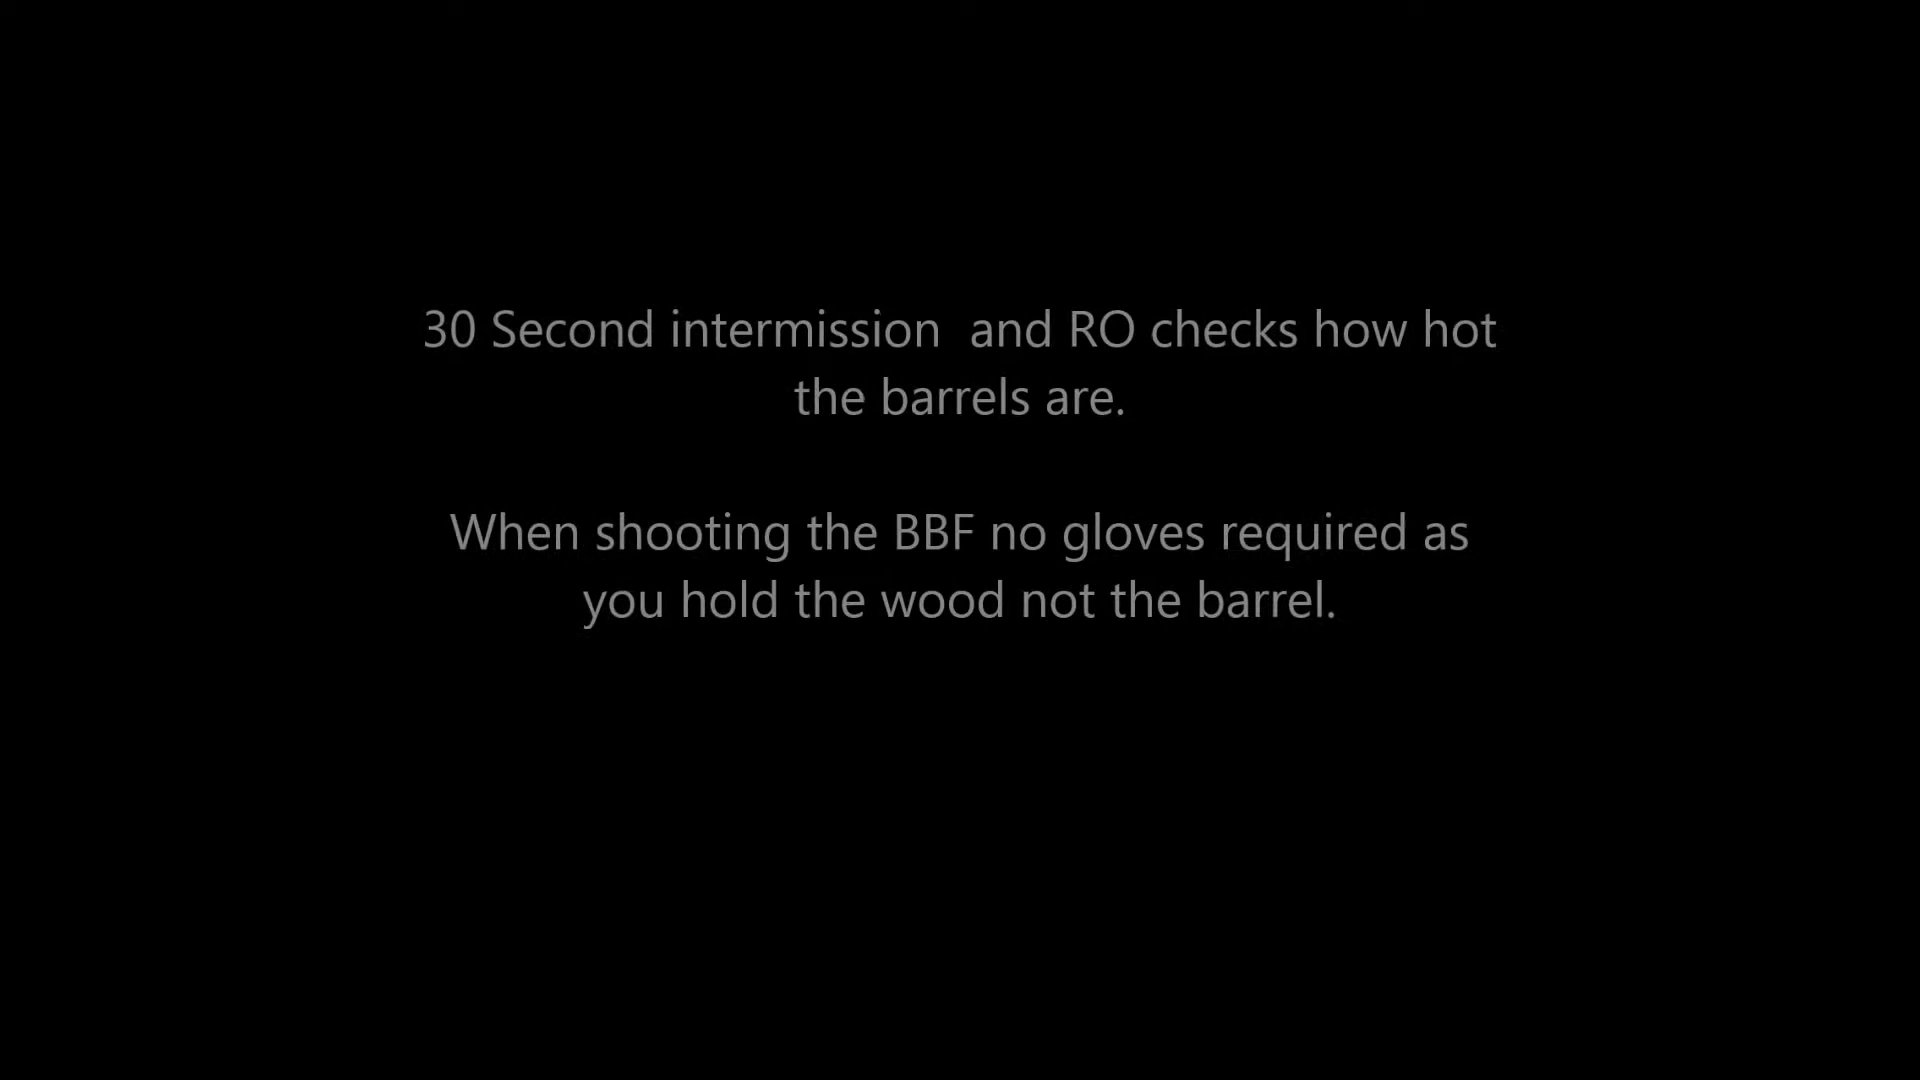 30 Second intermission  and RO checks how hot
the barrels are.
When shooting the BBF no gloves required as
you hold the wood not the barrel.